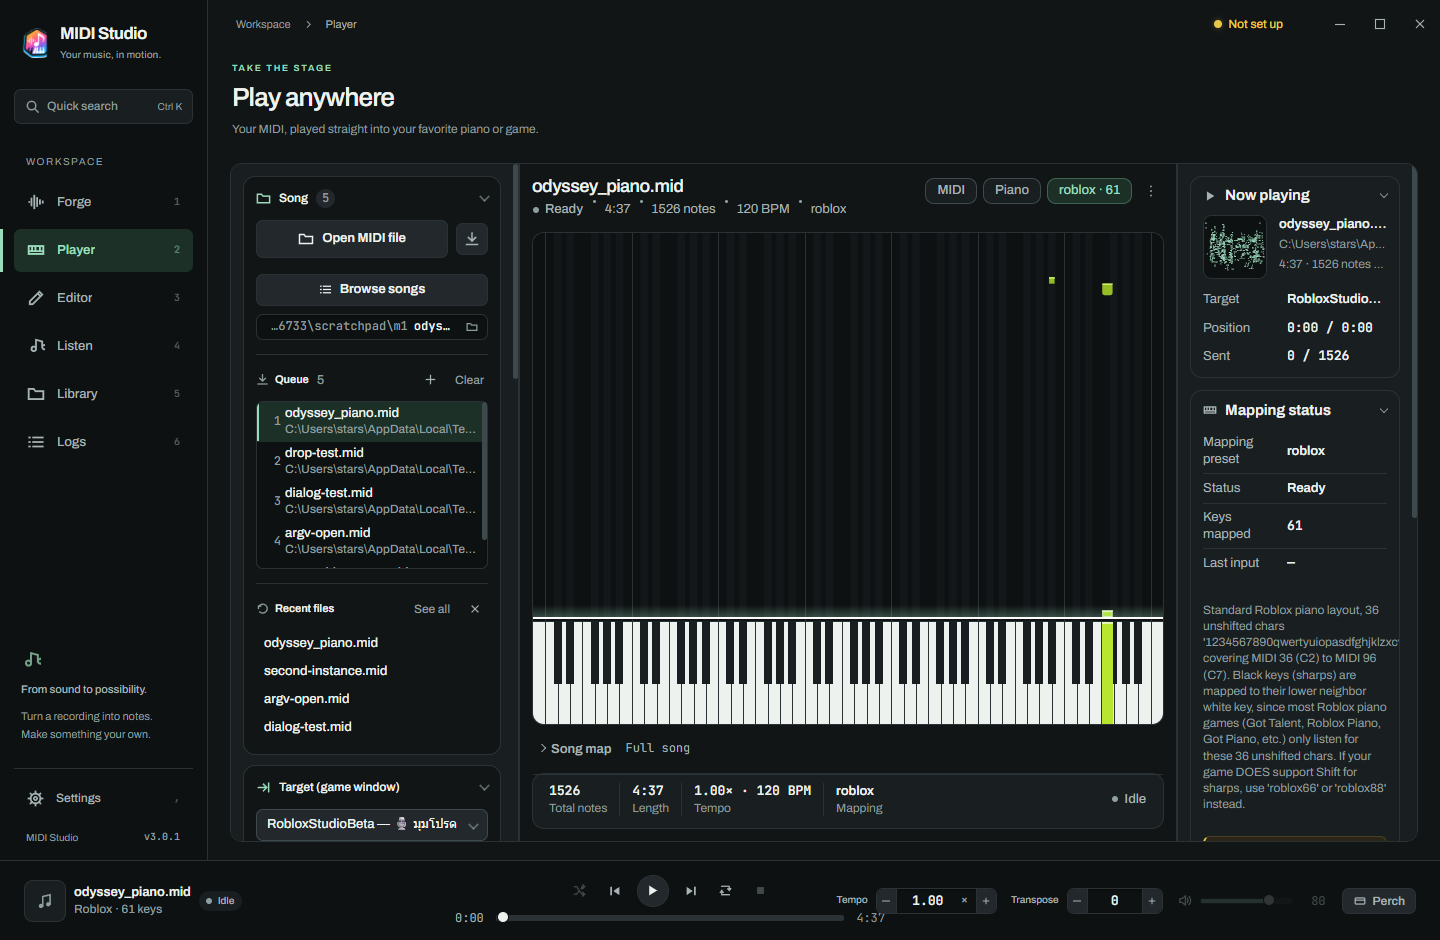 MIDI Studio
Your music, in motion.
Quick search Ctrl K
WORKSPACE
Forge 1
Player 2
Editor 3
Listen 4
Library 5
Logs 6
From sound to possibility.
Turn a recording into notes.
Make something your own.
Settings ,
MIDI Studio v3.0.1
Workspace > Player
Not set up
TAKE THE STAGE
Play anywhere
Your MIDI, played straight into your favorite piano or game.
Song 5
Open MIDI file
Browse songs
…6733\scratchpad\m1 odys…
Queue 5 + Clear
1 odyssey_piano.mid
C:\Users\stars\AppData\Local\Te...
2 drop-test.mid
C:\Users\stars\AppData\Local\Te...
3 dialog-test.mid
C:\Users\stars\AppData\Local\Te...
4 argv-open.mid
C:\Users\stars\AppData\Local\Te...
Recent files See all
odyssey_piano.mid
second-instance.mid
argv-open.mid
dialog-test.mid
Target (game window)
RobloxStudioBeta — 🎙️ มุมโปรด
odyssey_piano.mid
MIDI Piano roblox · 61
Ready • 4:37 • 1526 notes • 120 BPM • roblox
Song map Full song
1526 4:37 1.00× · 120 BPM roblox
Total notes Length Tempo Mapping
Idle
Now playing
odyssey_piano....
C:\Users\stars\Ap...
4:37 · 1526 notes ...
Target RobloxStudio...
Position 0:00 / 0:00
Sent 0 / 1526
Mapping status
Mapping preset roblox
Status Ready
Keys mapped 61
Last input —
Standard Roblox piano layout, 36
unshifted chars
'1234567890qwertyuiopasdfghjklzxcv
covering MIDI 36 (C2) to MIDI 96
(C7). Black keys (sharps) are
mapped to their lower neighbor
white key, since most Roblox piano
games (Got Talent, Roblox Piano,
Got Piano, etc.) only listen for
these 36 unshifted chars. If your
game DOES support Shift for
sharps, use 'roblox66' or 'roblox88'
instead.
odyssey_piano.mid
Roblox · 61 keys
Idle
0:00 4:37
Tempo − 1.00 × +
Transpose − 0 +
80
Perch